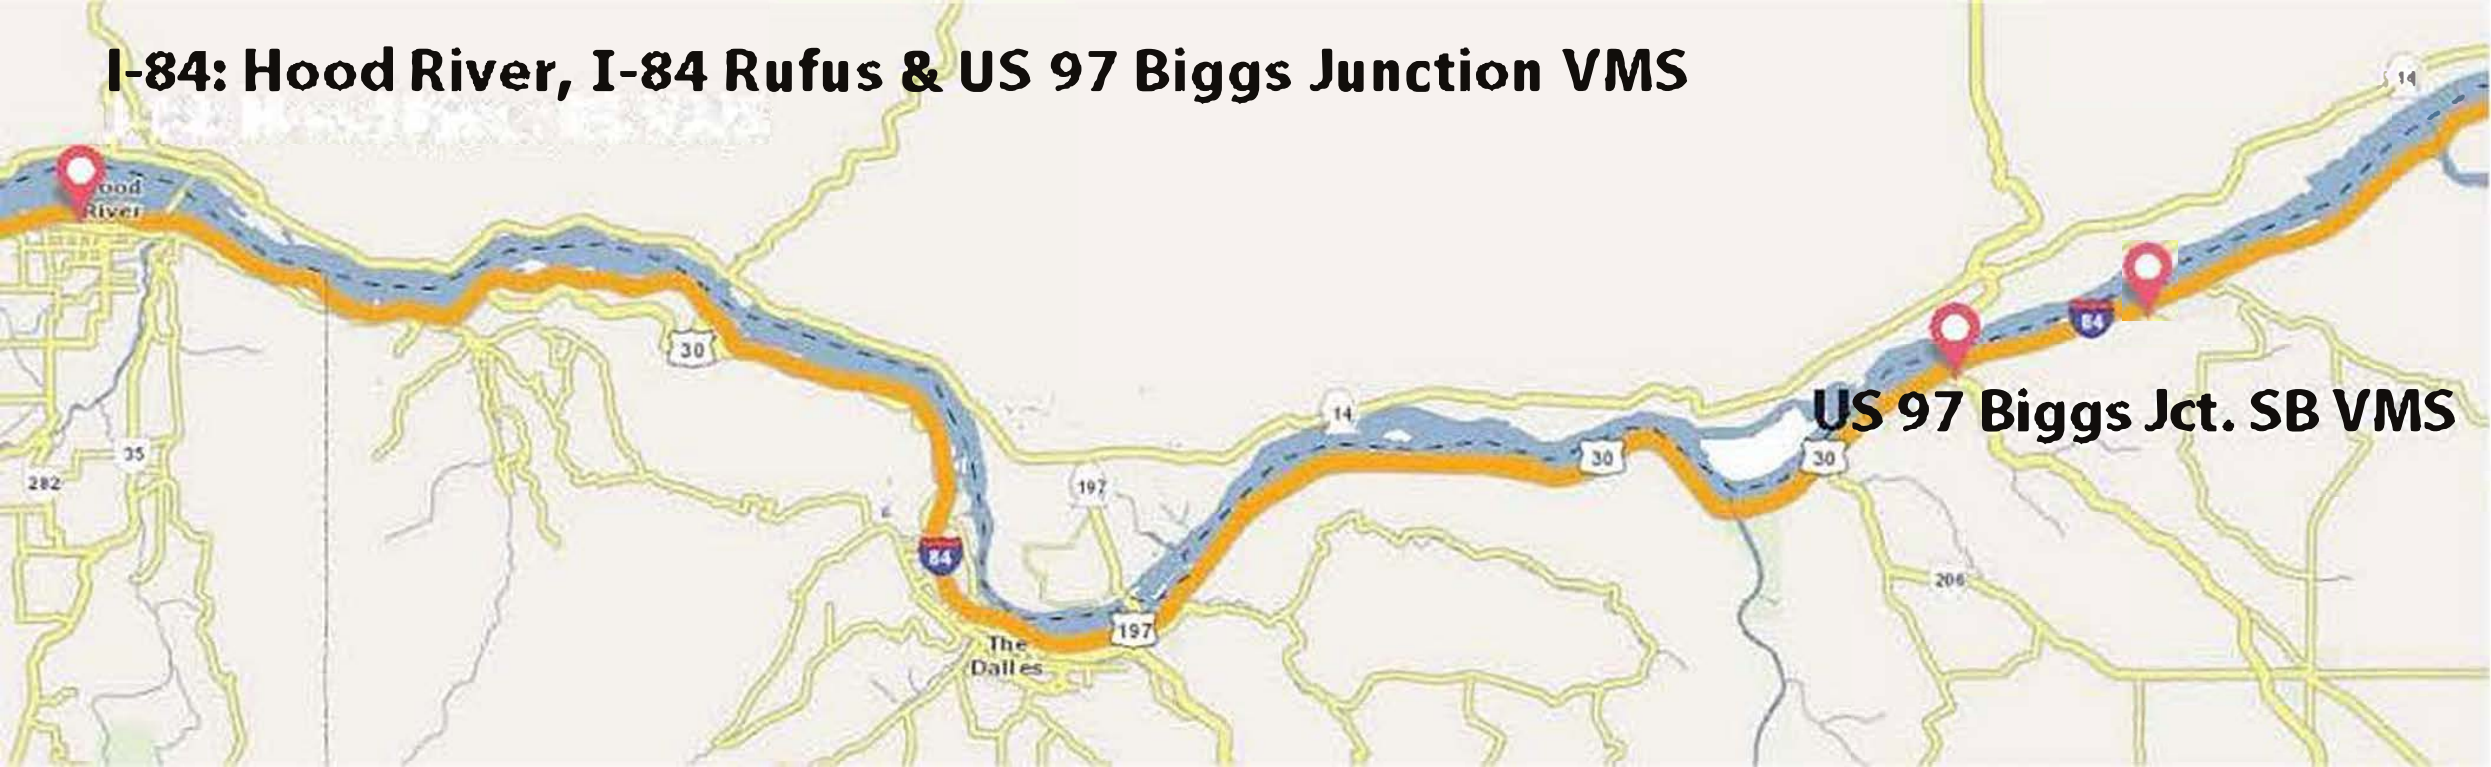 I-84: Hood River, I-84 Rufus & US 97 Biggs Junction VMS
14
River
30
84
14
US 97 Biggs Jct. SB VMS
35
30
30
282
197
84
206
197
The
Dalles